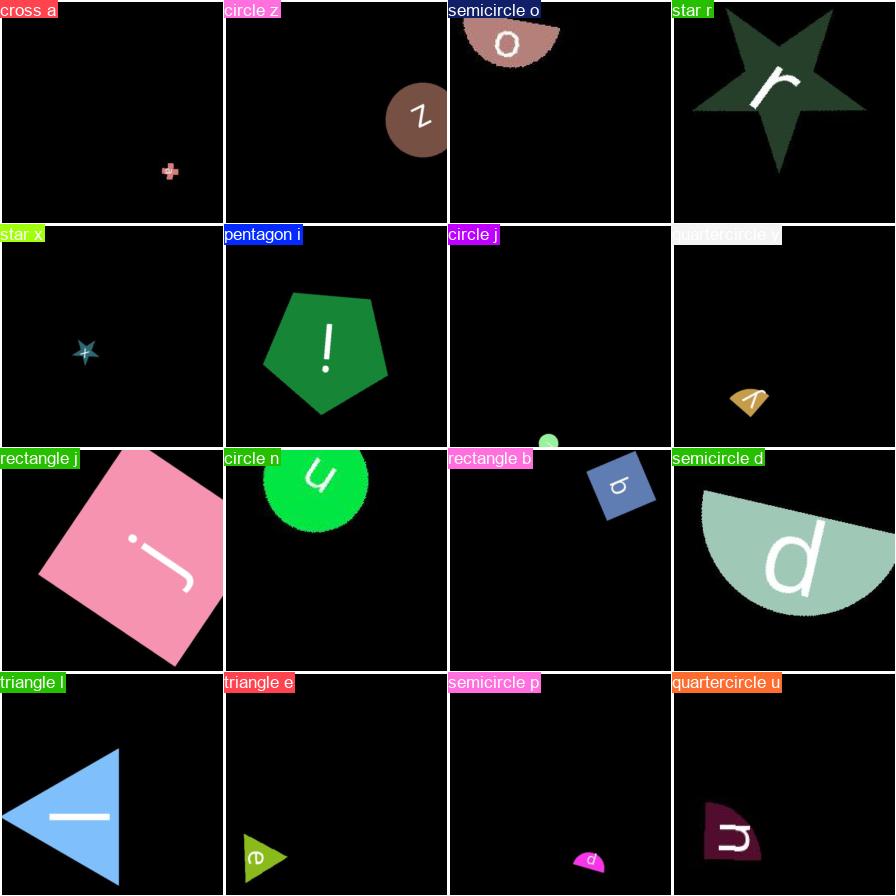 cross a
circle z
semicircle o
star r
a
z
o
r
star x
pentagon i
circle j
quartercircle y
x
i
y
rectangle j
circle n
rectangle b
semicircle d
j
n
b
d
triangle l
triangle e
semicircle p
quartercircle u
l
e
p
u